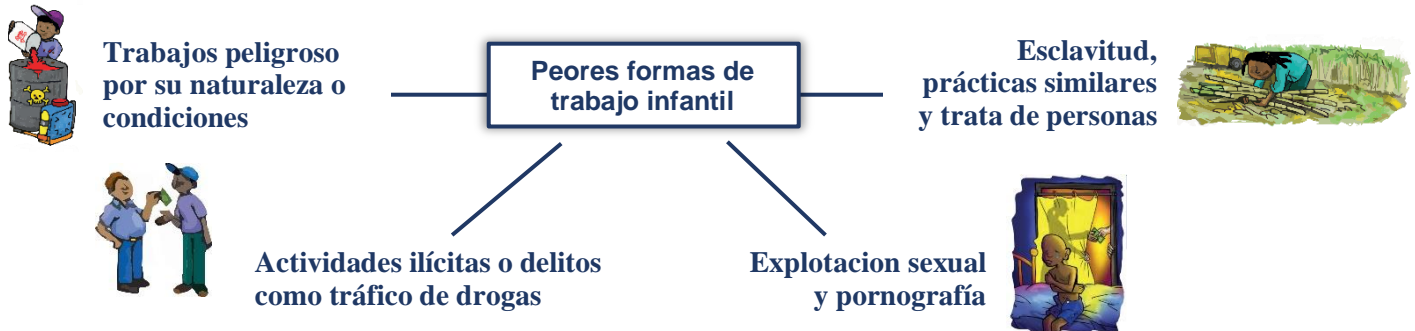 Peores formas de
trabajo infantil
Trabajos peligroso
por su naturaleza o
condiciones
Esclavitud,
prácticas similares
y trata de personas
Actividades ilícitas o delitos
como tráfico de drogas
Explotacion sexual
y pornografía